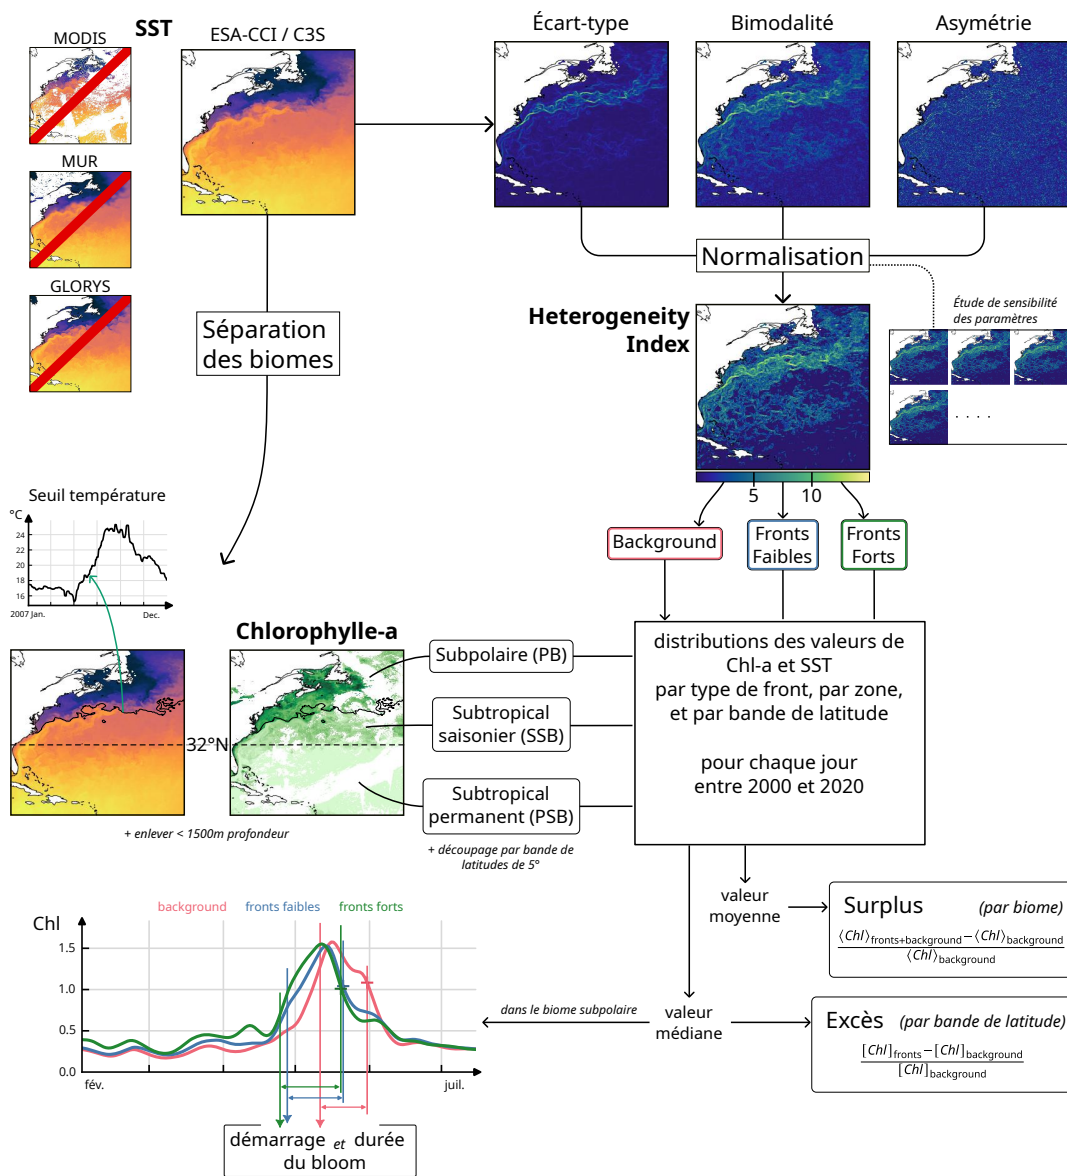 SST
MODIS
ESA-CCI / C3S
Écart-type
Bimodalité
Asymétrie
MUR
GLORYS
Normalisation
Étude de sensibilité
des paramètres
. . . .
Heterogeneity
Index
5
10
Séparation
des biomes
Background
Fronts
Faibles
Fronts
Forts
Seuil température
°C
24
22
20
18
16
2007 Jan.
Dec.
Chlorophylle-a
32°N
+ enlever < 1500m profondeur
Subpolaire (PB)
Subtropical
saisonier (SSB)
Subtropical
permanent (PSB)
+ découpage par bande de
latitudes de 5°
distributions des valeurs de
Chl-a et SST
par type de front, par zone,
et par bande de latitude
pour chaque jour
entre 2000 et 2020
valeur
moyenne
Surplus (par biome)
⟨Chl⟩fronts+background − ⟨Chl⟩background
⟨Chl⟩background
dans le biome subpolaire
valeur
médiane
Excès (par bande de latitude)
[Chl]fronts − [Chl]background
[Chl]background
background fronts faibles fronts forts
Chl
1.5
1.0
0.5
0.0
fév.
juil.
démarrage et durée
du bloom